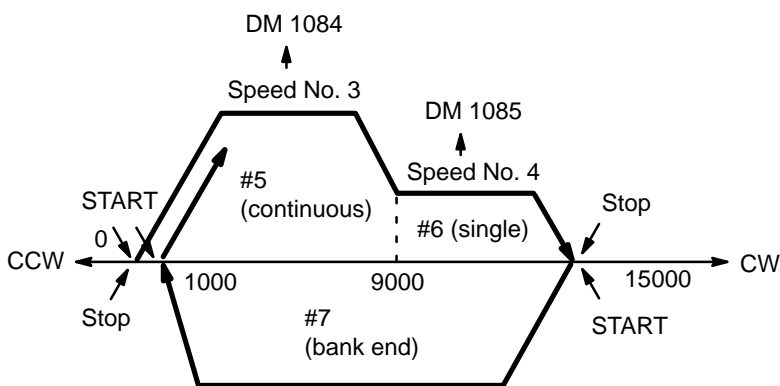 DM 1084
Speed No. 3
DM 1085
Speed No. 4
#5
(continuous)
START
#6 (single)
Stop
0
CCW
CW
1000
9000
15000
Stop
#7
(bank end)
START